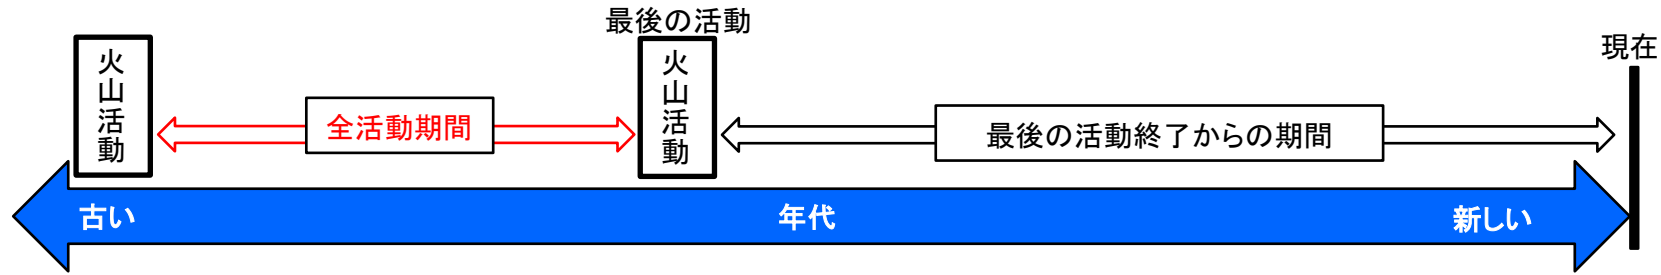 最後の活動
現在
火山活動
全活動期間
火山活動
最後の活動終了からの期間
古い
年代
新しい